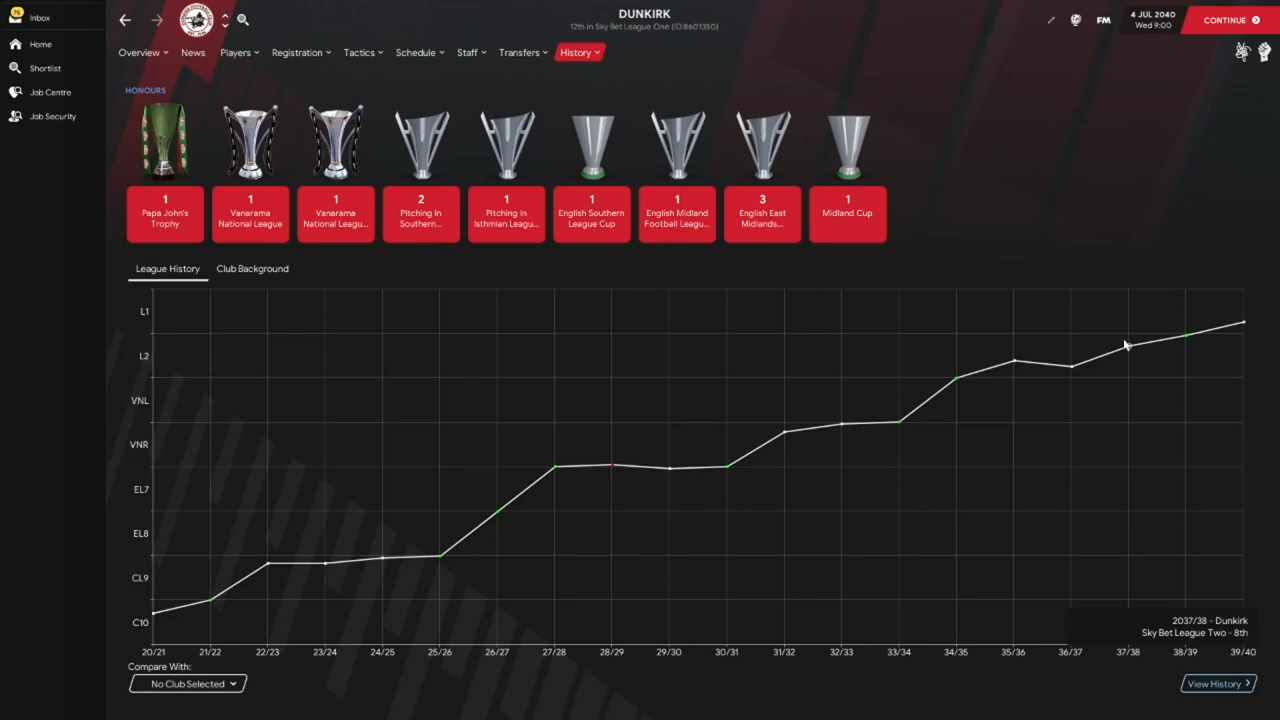 75
Inbox
Home
Shortlist
Job Centre
Job Security
DUNKIRK
12th In Sky Bet League One (ID:8601350)
FM
4 JUL 2040
Wed 9:00
CONTINUE
Overview
News
Players
Registration
Tactics
Schedule
Staff
Transfers
History
HONOURS
1
Papa John's
Trophy
1
Vanarama
National League
1
Vanarama
National Leagu...
2
Pitching In
Southern...
1
Pitching In
Isthmian Leagu...
1
English Southern
League Cup
1
English Midland
Football Leagu...
3
English East
Midlands...
1
Midland Cup
League History
Club Background
L1
L2
VNL
VNR
EL7
EL8
CL9
C10
2037/38 - Dunkirk
Sky Bet League Two - 8th
20/21
21/22
22/23
23/24
24/25
25/26
26/27
27/28
28/29
29/30
30/31
31/32
32/33
33/34
34/35
35/36
36/37
37/38
38/39
39/40
Compare With:
No Club Selected
View History